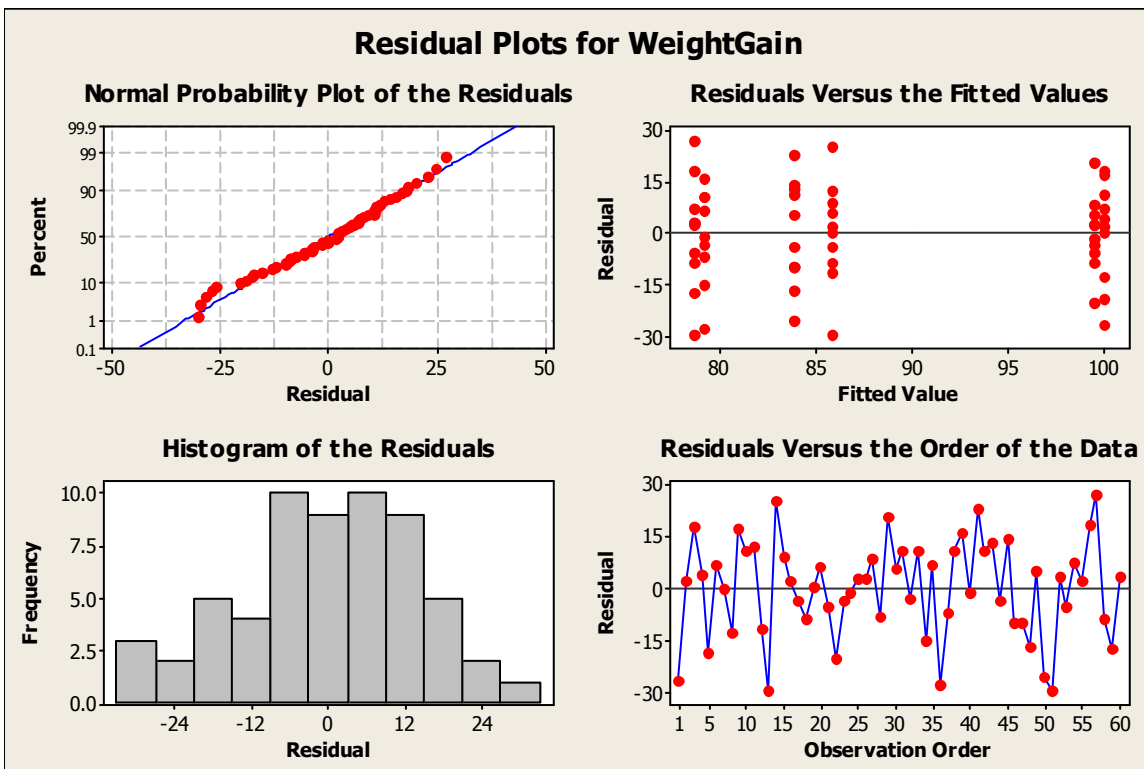 Residual Plots for WeightGain
Normal Probability Plot of the Residuals
99.9
99
90
50
10
1
0.1
Percent
-50 -25 0 25 50
Residual
Residuals Versus the Fitted Values
30
15
0
-15
-30
Residual
80 85 90 95 100
Fitted Value
Histogram of the Residuals
10.0
7.5
5.0
2.5
0.0
Frequency
-24 -12 0 12 24
Residual
Residuals Versus the Order of the Data
30
15
0
-15
-30
Residual
1 5 10 15 20 25 30 35 40 45 50 55 60
Observation Order